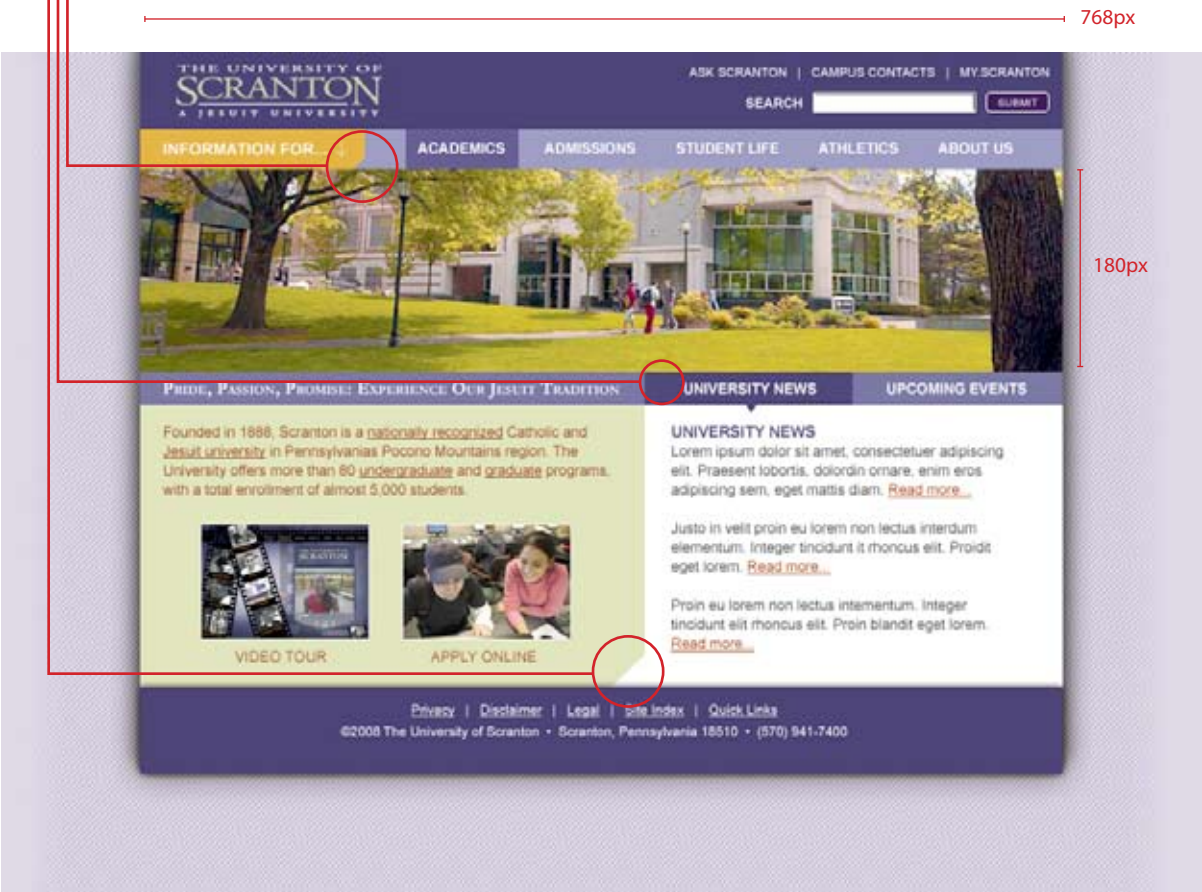 768px
THE UNIVERSITY OF
SCRANTON
A JESUIT UNIVERSITY
ASK SCRANTON | CAMPUS CONTACTS | MY.SCRANTON
SEARCH SUBMIT
INFORMATION FOR... ACADEMICS ADMISSIONS STUDENT LIFE ATHLETICS ABOUT US
180px
PRIDE, PASSION, PROMISE: EXPERIENCE OUR JESUIT TRADITION
UNIVERSITY NEWS UPCOMING EVENTS
Founded in 1888, Scranton is a nationally recognized Catholic and
Jesuit university in Pennsylvanias Pocono Mountains region. The
University offers more than 80 undergraduate and graduate programs,
with a total enrollment of almost 5,000 students.
SCRANTON
VIDEO TOUR APPLY ONLINE
UNIVERSITY NEWS
Lorem ipsum dolor sit amet, consectetuer adipiscing
elit. Praesent lobortis, dolordin ornare, enim eros
adipiscing sem, eget mattis diam. Read more...
Justo in velit proin eu lorem non lectus interdum
elementum. Integer tincidunt it rhoncus elit. Proidit
eget lorem. Read more...
Proin eu lorem non lectus intementum. Integer
tincidunt elit rhoncus elit. Proin blandit eget lorem.
Read more...
Privacy | Disclaimer | Legal | Site Index | Quick Links
©2008 The University of Scranton • Scranton, Pennsylvania 18510 • (570) 941-7400